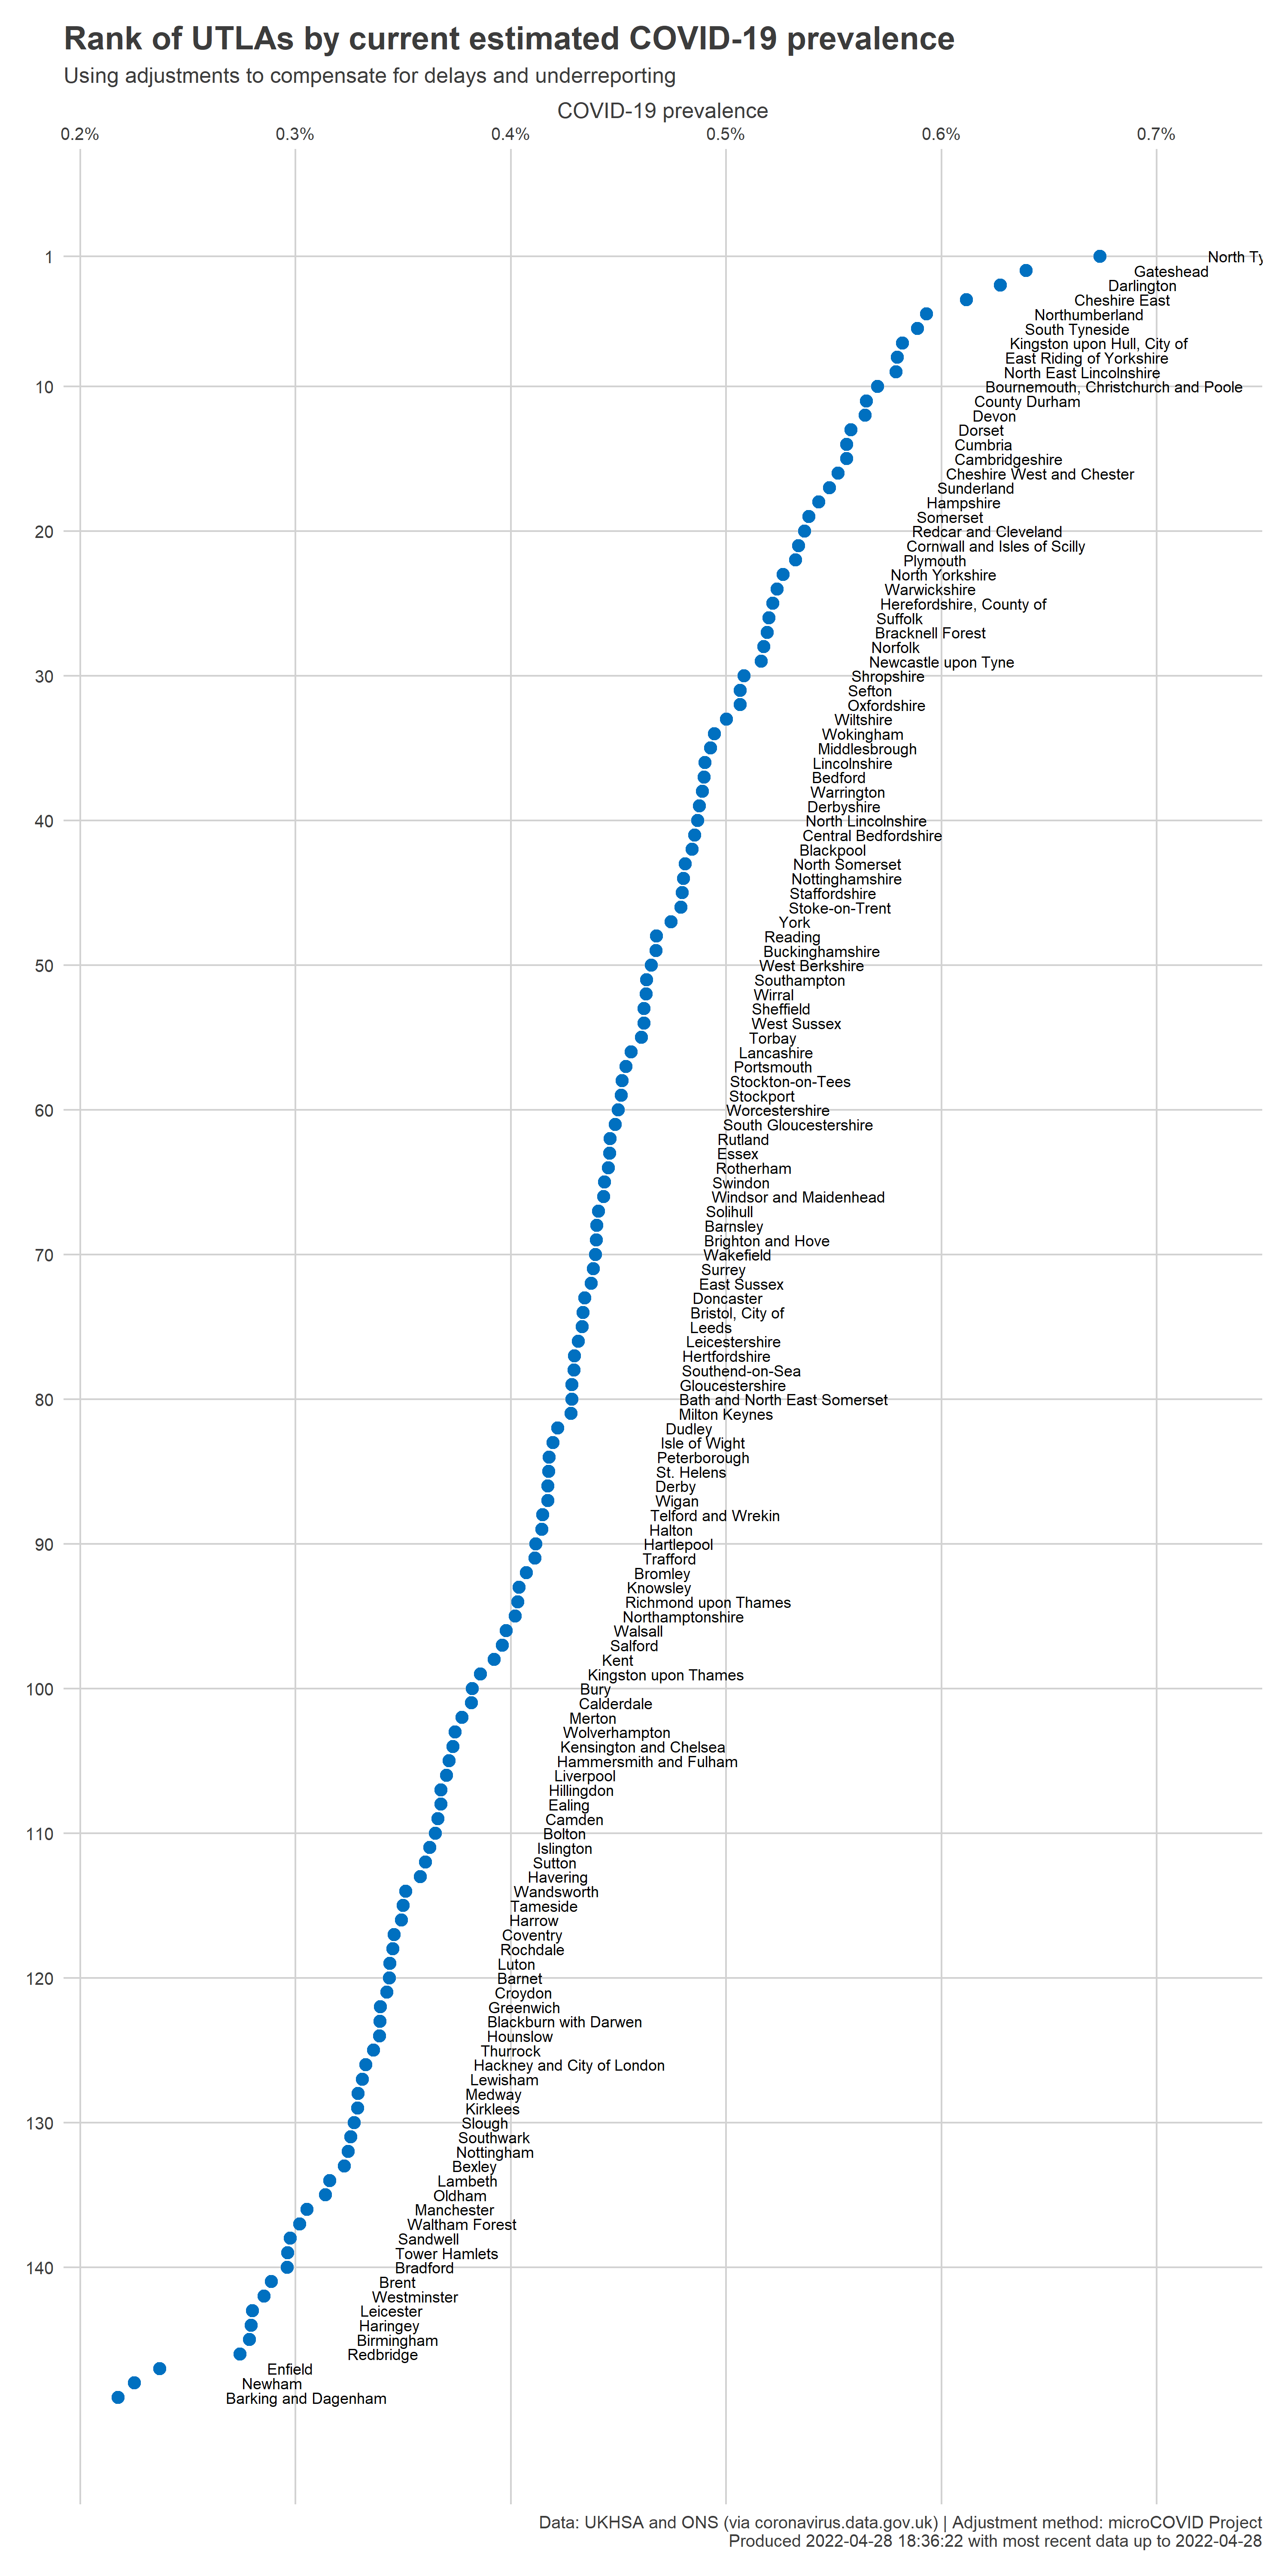 Rank of UTLAs by current estimated COVID-19 prevalence
Using adjustments to compensate for delays and underreporting
COVID-19 prevalence
0.2% 0.3% 0.4% 0.5% 0.6% 0.7%
1 North Ty
Gateshead
Darlington
Cheshire East
Northumberland
South Tyneside
Kingston upon Hull, City of
East Riding of Yorkshire
North East Lincolnshire
10 Bournemouth, Christchurch and Poole
County Durham
Devon
Dorset
Cumbria
Cambridgeshire
Cheshire West and Chester
Sunderland
Hampshire
Somerset
20 Redcar and Cleveland
Cornwall and Isles of Scilly
Plymouth
North Yorkshire
Warwickshire
Herefordshire, County of
Suffolk
Bracknell Forest
Norfolk
Newcastle upon Tyne
30 Shropshire
Sefton
Oxfordshire
Wiltshire
Wokingham
Middlesbrough
Lincolnshire
Bedford
Warrington
Derbyshire
40 North Lincolnshire
Central Bedfordshire
Blackpool
North Somerset
Nottinghamshire
Staffordshire
Stoke-on-Trent
York
Reading
Buckinghamshire
50 West Berkshire
Southampton
Wirral
Sheffield
West Sussex
Torbay
Lancashire
Portsmouth
Stockton-on-Tees
Stockport
60 Worcestershire
South Gloucestershire
Rutland
Essex
Rotherham
Swindon
Windsor and Maidenhead
Solihull
Barnsley
Brighton and Hove
70 Wakefield
Surrey
East Sussex
Doncaster
Bristol, City of
Leeds
Leicestershire
Hertfordshire
Southend-on-Sea
Gloucestershire
80 Bath and North East Somerset
Milton Keynes
Dudley
Isle of Wight
Peterborough
St. Helens
Derby
Wigan
Telford and Wrekin
Halton
90 Hartlepool
Trafford
Bromley
Knowsley
Richmond upon Thames
Northamptonshire
Walsall
Salford
Kent
Kingston upon Thames
100 Bury
Calderdale
Merton
Wolverhampton
Kensington and Chelsea
Hammersmith and Fulham
Liverpool
Hillingdon
Ealing
Camden
110 Bolton
Islington
Sutton
Havering
Wandsworth
Tameside
Harrow
Coventry
Rochdale
Luton
120 Barnet
Croydon
Greenwich
Blackburn with Darwen
Hounslow
Thurrock
Hackney and City of London
Lewisham
Medway
Kirklees
130 Slough
Southwark
Nottingham
Bexley
Lambeth
Oldham
Manchester
Waltham Forest
Sandwell
Tower Hamlets
140 Bradford
Brent
Westminster
Leicester
Haringey
Birmingham
Redbridge
Enfield
Newham
Barking and Dagenham
Data: UKHSA and ONS (via coronavirus.data.gov.uk) | Adjustment method: microCOVID Project
Produced 2022-04-28 18:36:22 with most recent data up to 2022-04-28